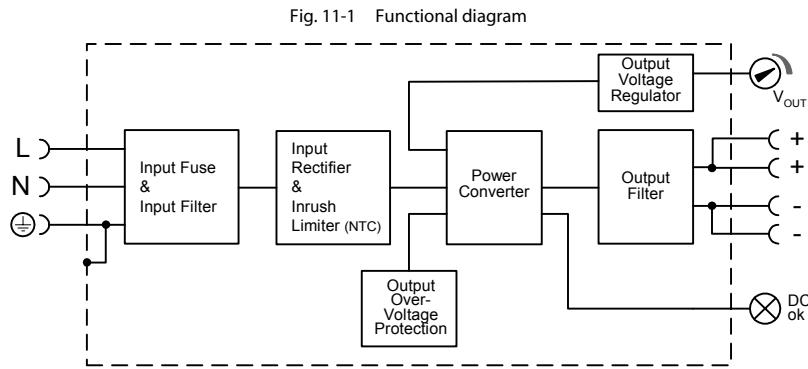 Fig. 11-1 Functional diagram
Output
Voltage
Regulator
V_OUT
L
N
Input Fuse
&
Input Filter
Input
Rectifier
&
Inrush
Limiter (NTC)
Power
Converter
Output
Filter
+
+
-
-
Output
Over-
Voltage
Protection
DC
ok